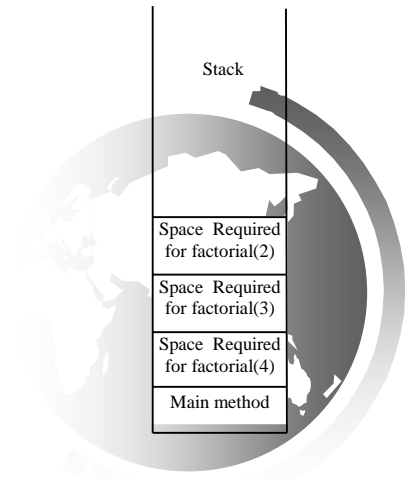 Stack
Space Required
for factorial(2)
Space Required
for factorial(3)
Space Required
for factorial(4)
Main method